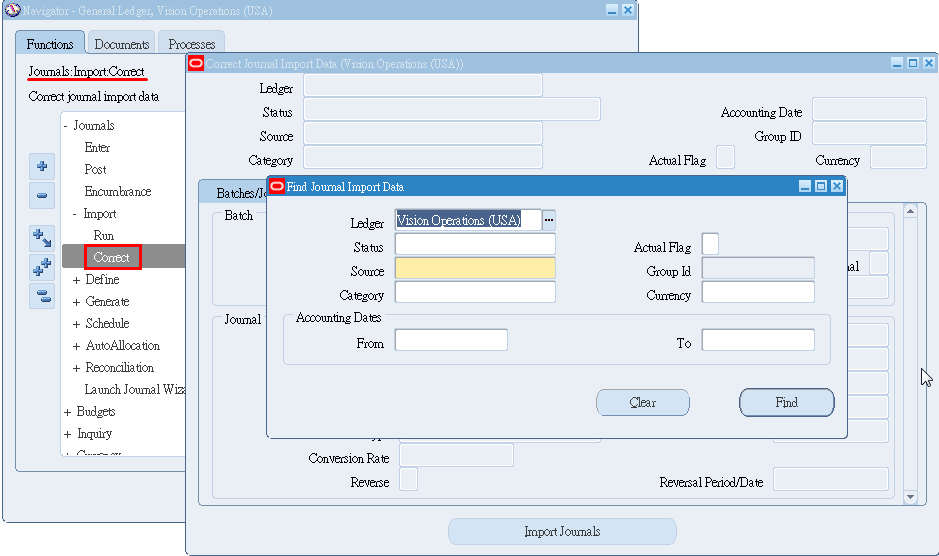 Navigator - General Ledger, Vision Operations (USA)
Functions
Documents
Processes
Journals:Import:Correct
Correct journal import data
- Journals
Enter
Post
Encumbrance
- Import
Run
Correct
+ Define
+ Generate
+ Schedule
+ AutoAllocation
+ Reconciliation
Launch Journal Wiza
+ Budgets
+ Inquiry
+ Currency
Correct Journal Import Data (Vision Operations (USA))
Ledger
Status
Accounting Date
Source
Group ID
Category
Actual Flag
Currency
Batches/Jo
Batch
Journal
Conversion Rate
Reverse
Reversal Period/Date
Import Journals
Find Journal Import Data
Ledger
Vision Operations (USA)
...
Status
Actual Flag
Source
Group Id
Category
Currency
Accounting Dates
From
To
Clear
Find